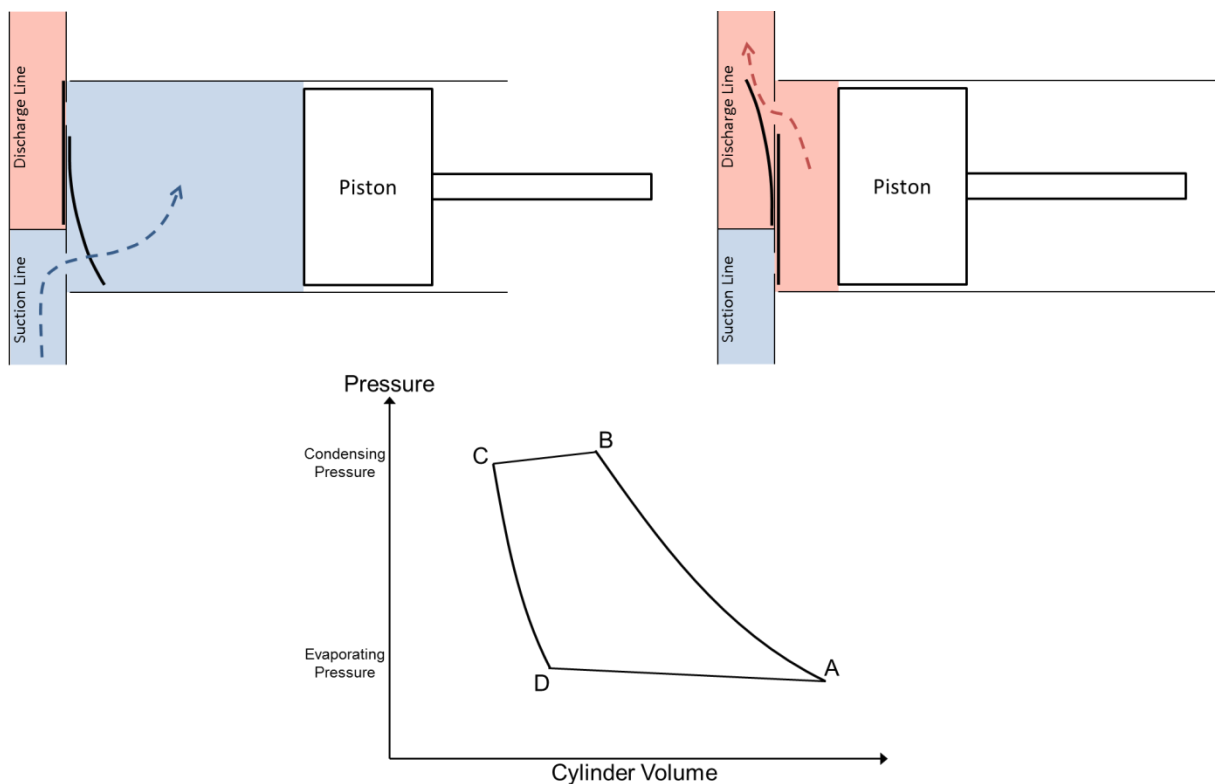 Discharge Line
Suction Line
Piston
Discharge Line
Suction Line
Piston
Pressure
Condensing
Pressure
Evaporating
Pressure
C
B
D
A
Cylinder Volume